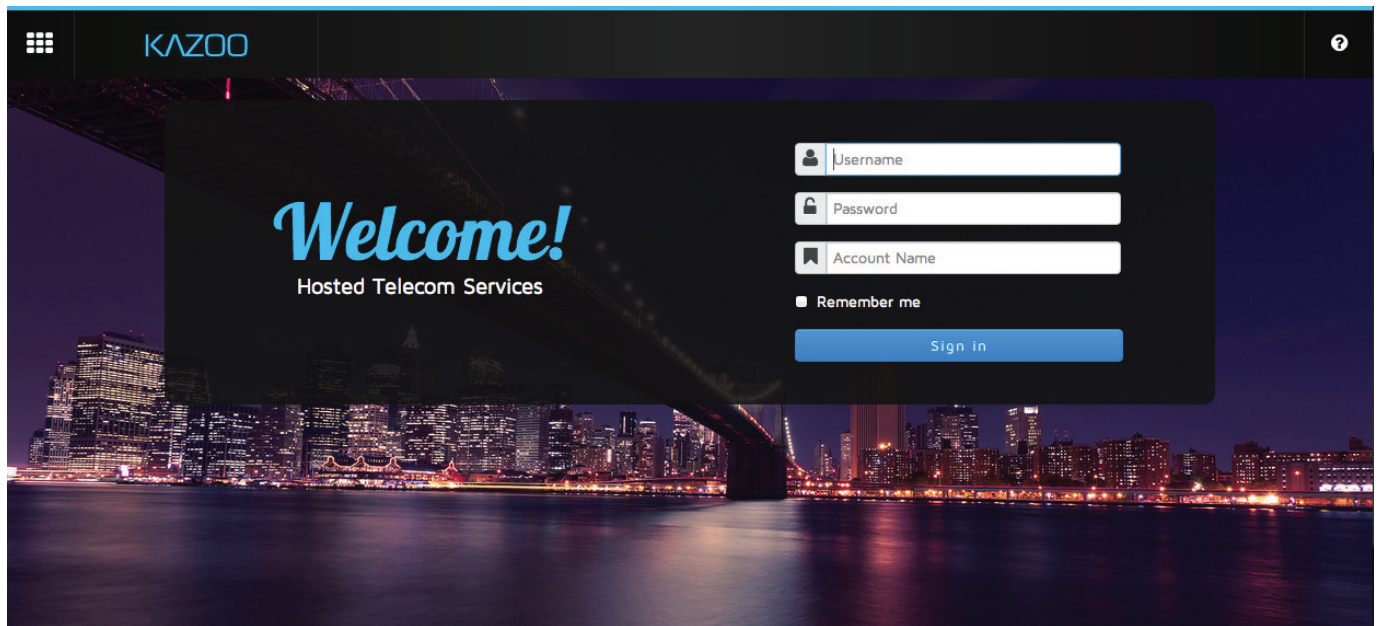 KAZOO
Welcome!
Hosted Telecom Services
Username
Password
Account Name
Remember me
Sign in